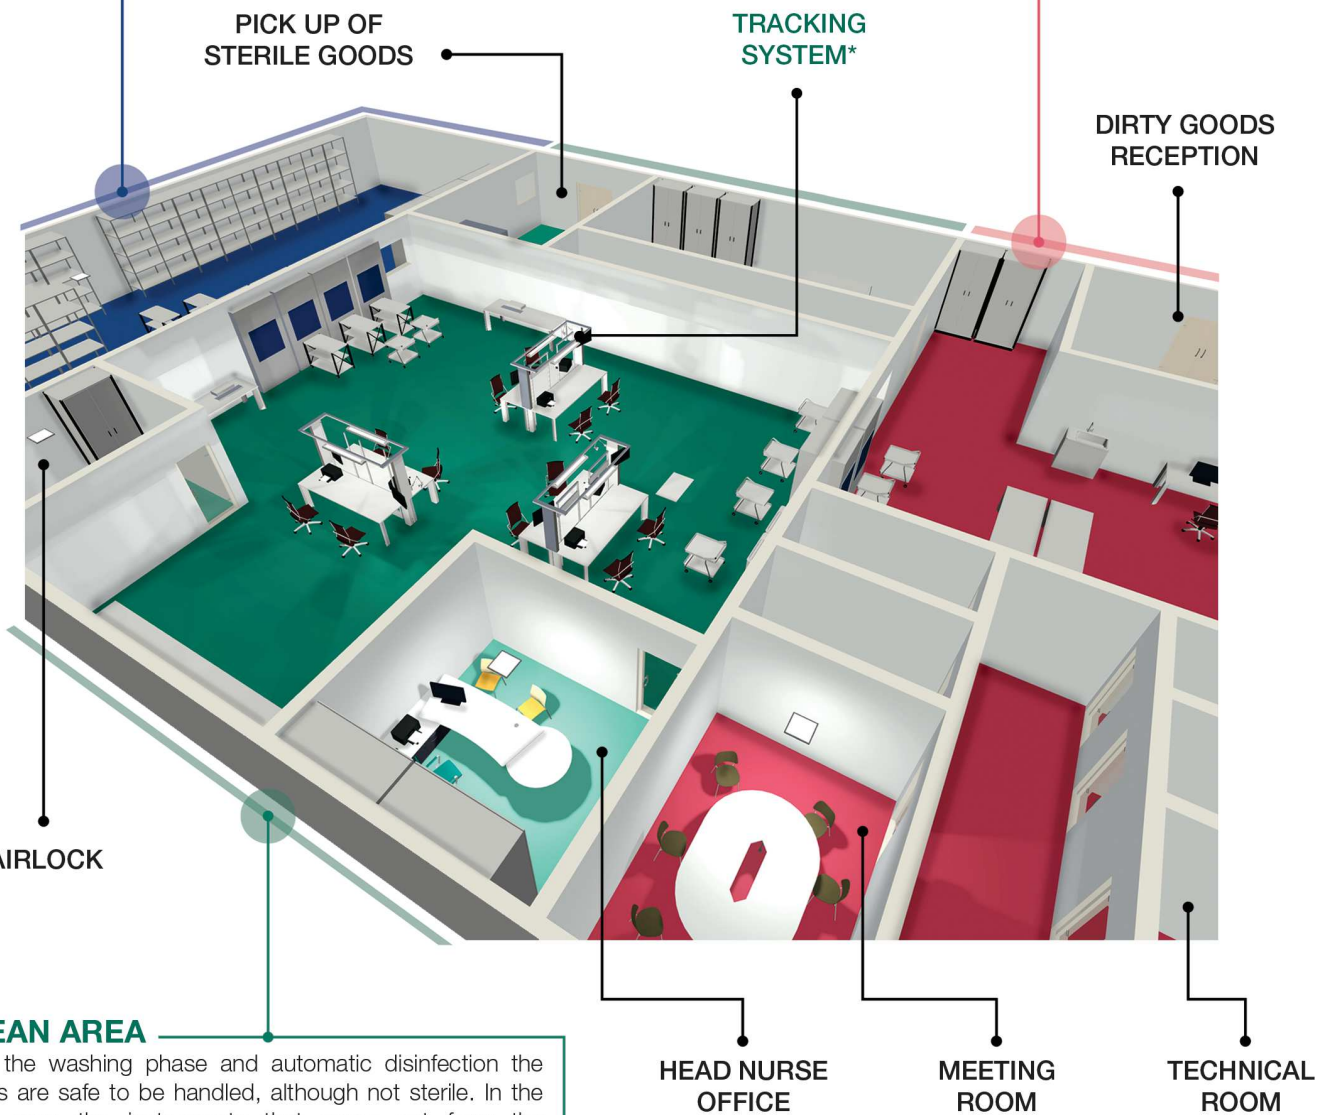 PICK UP OF
STERILE GOODS
TRACKING
SYSTEM*
DIRTY GOODS
RECEPTION
AIRLOCK
EAN AREA
the washing phase and automatic disinfection the
s are safe to be handled, although not sterile. In the
HEAD NURSE
OFFICE
MEETING
ROOM
TECHNICAL
ROOM